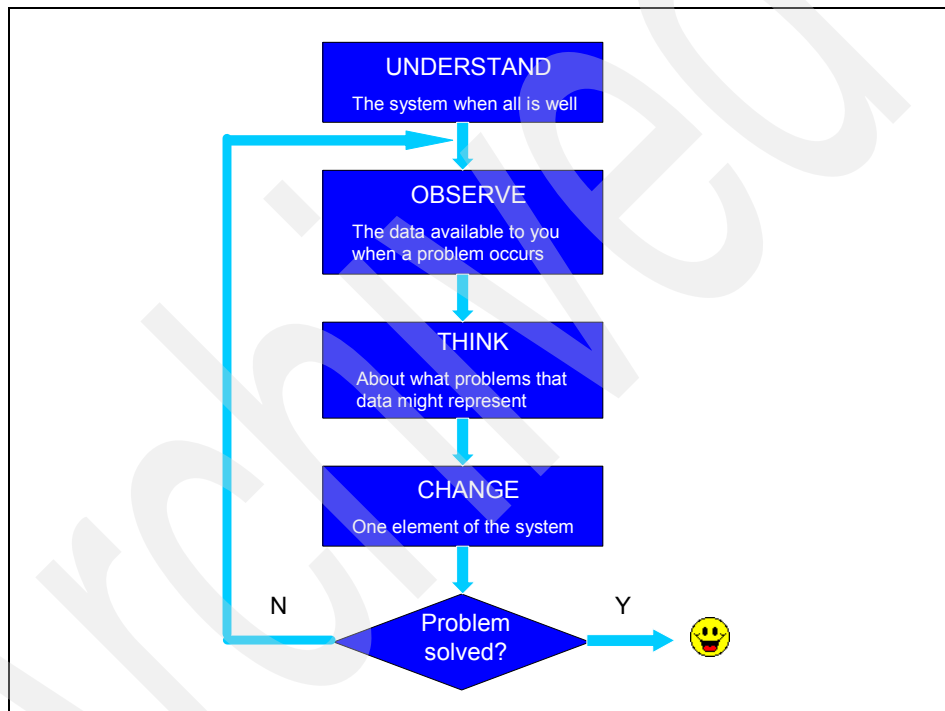 UNDERSTAND
The system when all is well
OBSERVE
The data available to you
when a problem occurs
THINK
About what problems that
data might represent
CHANGE
One element of the system
N
Y
Problem
solved?
Archived